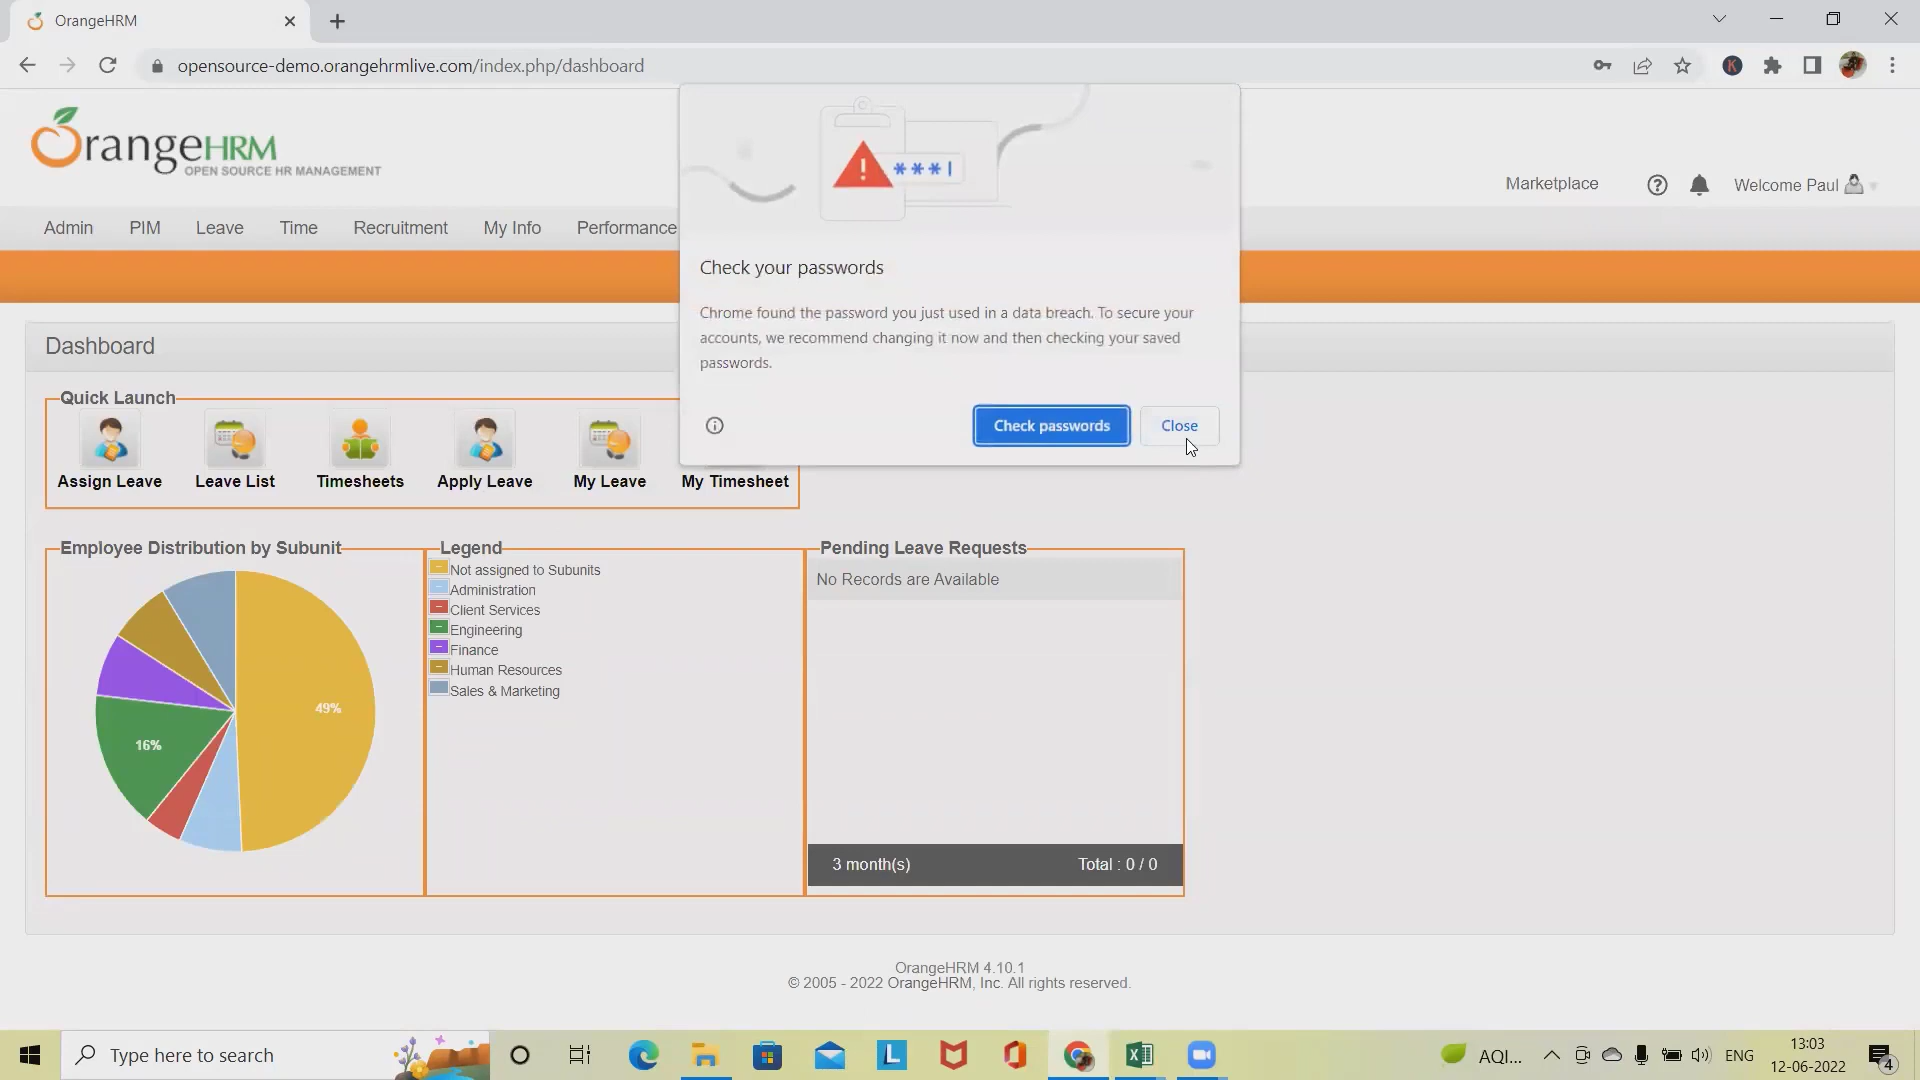 OrangeHRM
opensource-demo.orangehrmlive.com/index.php/dashboard
K
OrangeHRM
OPEN SOURCE HR MANAGEMENT
Marketplace
?
Welcome Paul
Admin
PIM
Leave
Time
Recruitment
My Info
Performance
!
***|
Check your passwords
Chrome found the password you just used in a data breach. To secure your
accounts, we recommend changing it now and then checking your saved
passwords.
Check passwords
Close
Dashboard
Quick Launch
Assign Leave
Leave List
Timesheets
Apply Leave
My Leave
My Timesheet
Employee Distribution by Subunit
49%
16%
Legend
Not assigned to Subunits
Administration
Client Services
Engineering
Finance
Human Resources
Sales & Marketing
Pending Leave Requests
No Records are Available
3 month(s)
Total : 0 / 0
OrangeHRM 4.10.1
© 2005 - 2022 OrangeHRM, Inc. All rights reserved.
Type here to search
L
AQI...
ENG
13:03
12-06-2022
4